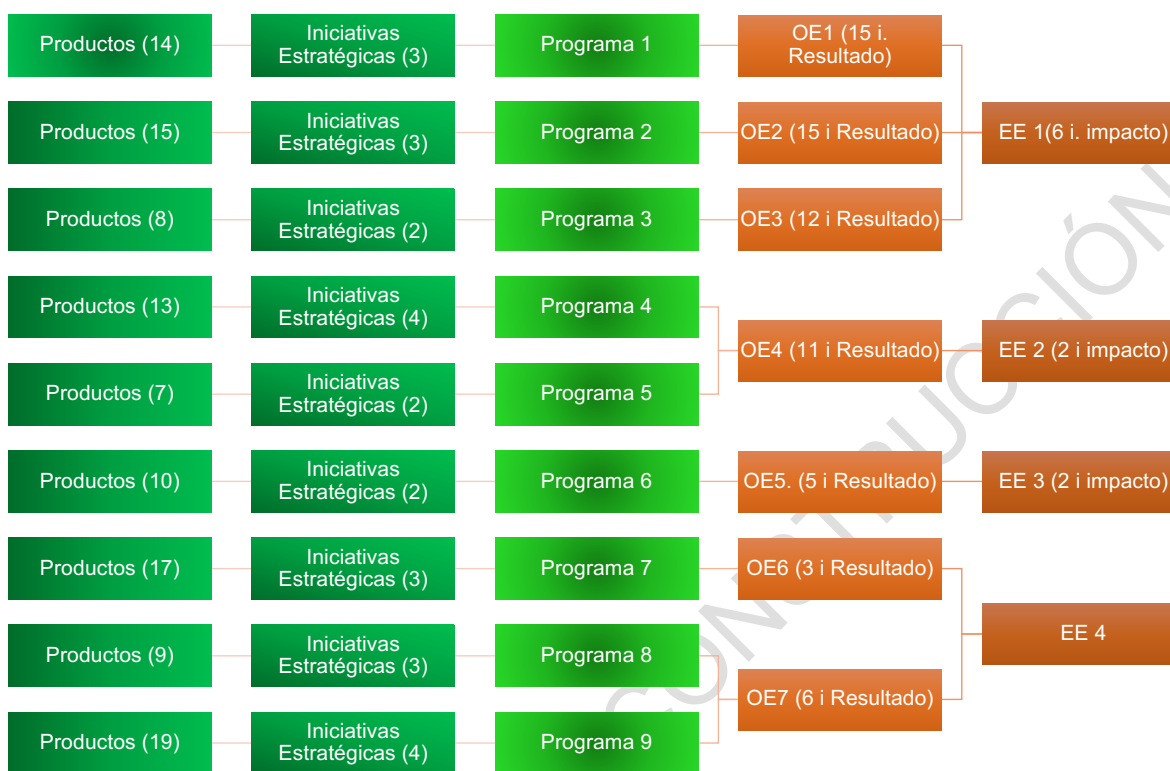 Productos (14)
Iniciativas
Estratégicas (3)
Programa 1
OE1 (15 i.
Resultado)
Productos (15)
Iniciativas
Estratégicas (3)
Programa 2
OE2 (15 i Resultado)
EE 1(6 i. impacto)
Productos (8)
Iniciativas
Estratégicas (2)
Programa 3
OE3 (12 i Resultado)
Productos (13)
Iniciativas
Estratégicas (4)
Programa 4
OE4 (11 i Resultado)
EE 2 (2 i impacto)
Productos (7)
Iniciativas
Estratégicas (2)
Programa 5
Productos (10)
Iniciativas
Estratégicas (2)
Programa 6
OE5. (5 i Resultado)
EE 3 (2 i impacto)
Productos (17)
Iniciativas
Estratégicas (3)
Programa 7
OE6 (3 i Resultado)
EE 4
Productos (9)
Iniciativas
Estratégicas (3)
Programa 8
OE7 (6 i Resultado)
Productos (19)
Iniciativas
Estratégicas (4)
Programa 9
CONSTRUCCIÓN